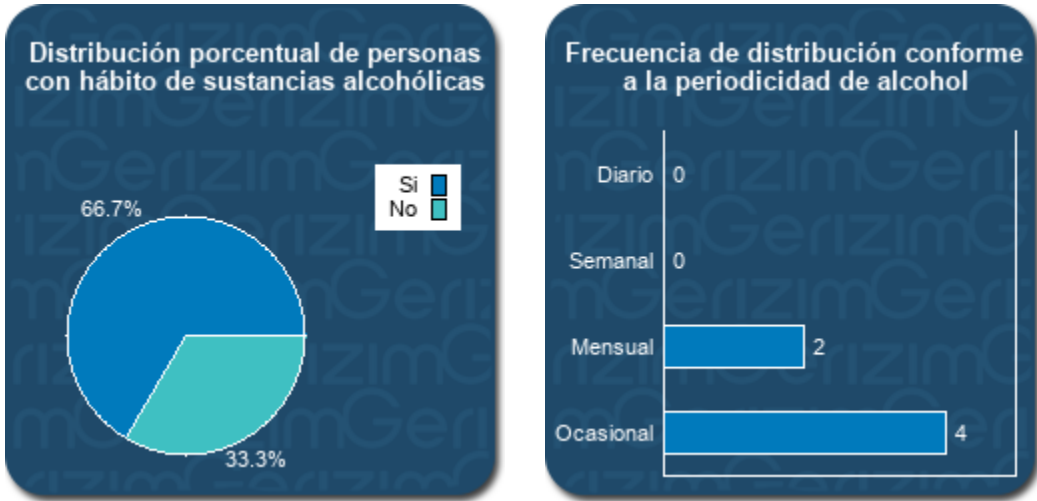 Distribución porcentual de personas
con hábito de sustancias alcohólicas
Si
No
66.7%
33.3%
Frecuencia de distribución conforme
a la periodicidad de alcohol
Diario 0
Semanal 0
Mensual 2
Ocasional 4